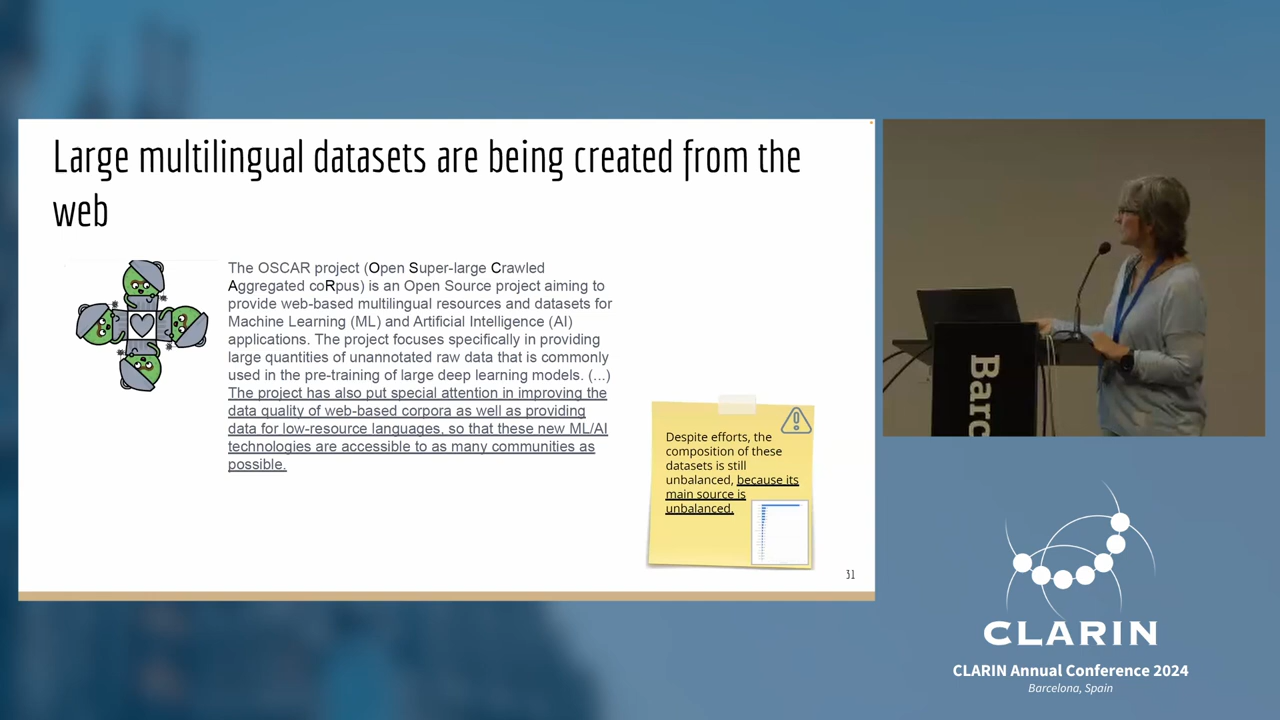 Large multilingual datasets are being created from the
web
The OSCAR project (Open Super-large Crawled
Aggregated coRpus) is an Open Source project aiming to
provide web-based multilingual resources and datasets for
Machine Learning (ML) and Artificial Intelligence (AI)
applications. The project focuses specifically in providing
large quantities of unannotated raw data that is commonly
used in the pre-training of large deep learning models. (...)
The project has also put special attention in improving the
data quality of web-based corpora as well as providing
data for low-resource languages, so that these new ML/AI
technologies are accessible to as many communities as
possible.
Despite efforts, the
composition of these
datasets is still
unbalanced, because its
main source is
unbalanced.
31
Barc
CLARIN
CLARIN Annual Conference 2024
Barcelona, Spain